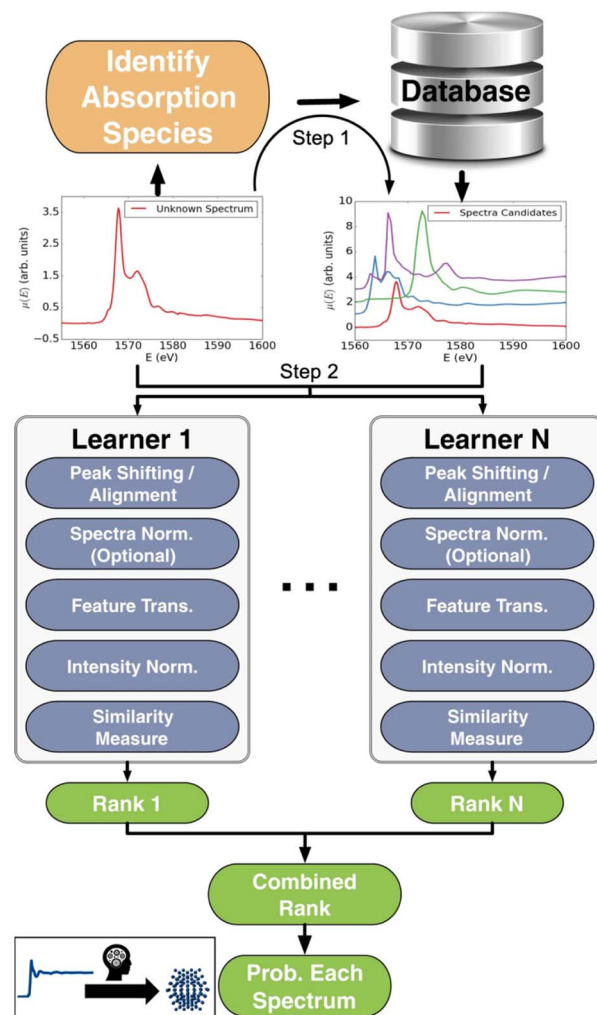 Identify
Absorption
Species
Database
Step 1
Unknown Spectrum
3.5
2.5
1.5
0.5
−0.5
μ(E) (arb. units)
1560 1570 1580 1590 1600
E (eV)
Spectra Candidates
10
8
6
4
2
0
μ(E) (arb. units)
1560 1570 1580 1590 1600
E (eV)
Step 2
Learner 1
Peak Shifting /
Alignment
Spectra Norm.
(Optional)
Feature Trans.
Intensity Norm.
Similarity
Measure
Rank 1
Learner N
Peak Shifting /
Alignment
Spectra Norm.
(Optional)
Feature Trans.
Intensity Norm.
Similarity
Measure
Rank N
Combined
Rank
Prob. Each
Spectrum